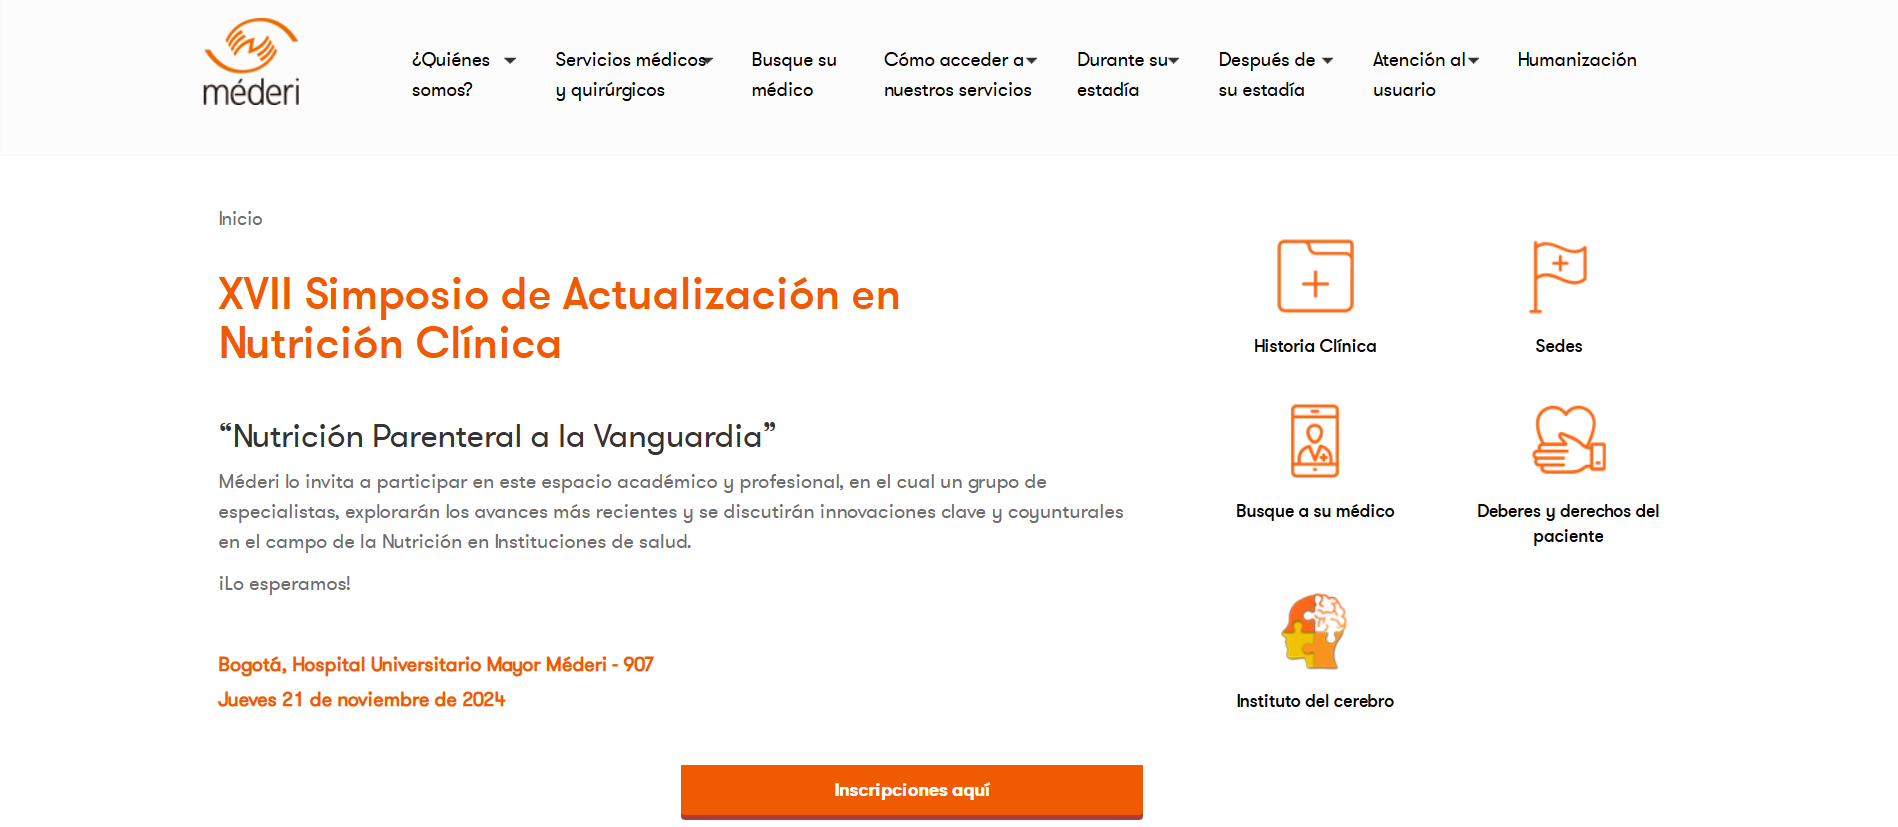 méderi
¿Quiénes
somos?
Servicios médicos
y quirúrgicos
Busque su
médico
Cómo acceder a
nuestros servicios
Durante su
estadía
Después de
su estadía
Atención al
usuario
Humanización
Inicio
XVII Simposio de Actualización en
Nutrición Clínica
“Nutrición Parenteral a la Vanguardia”
Méderi lo invita a participar en este espacio académico y profesional, en el cual un grupo de
especialistas, explorarán los avances más recientes y se discutirán innovaciones clave y coyunturales
en el campo de la Nutrición en Instituciones de salud.
¡Lo esperamos!
Bogotá, Hospital Universitario Mayor Méderi - 907
Jueves 21 de noviembre de 2024
Inscripciones aquí
Historia Clínica
Sedes
Busque a su médico
Deberes y derechos del
paciente
Instituto del cerebro